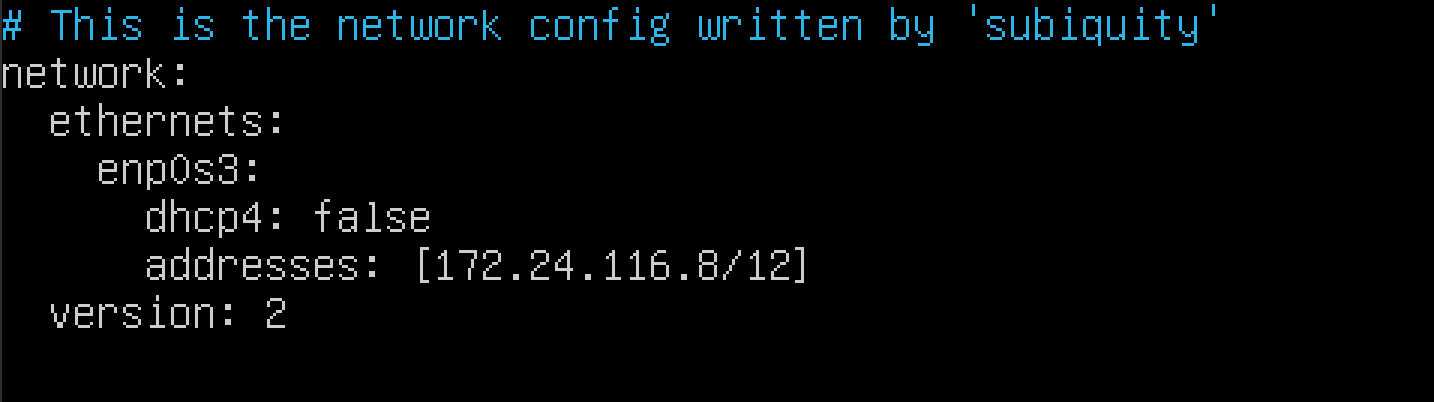 # This is the network config written by 'subiquity'
network:
  ethernets:
    enp0s3:
      dhcp4: false
      addresses: [172.24.116.8/12]
  version: 2